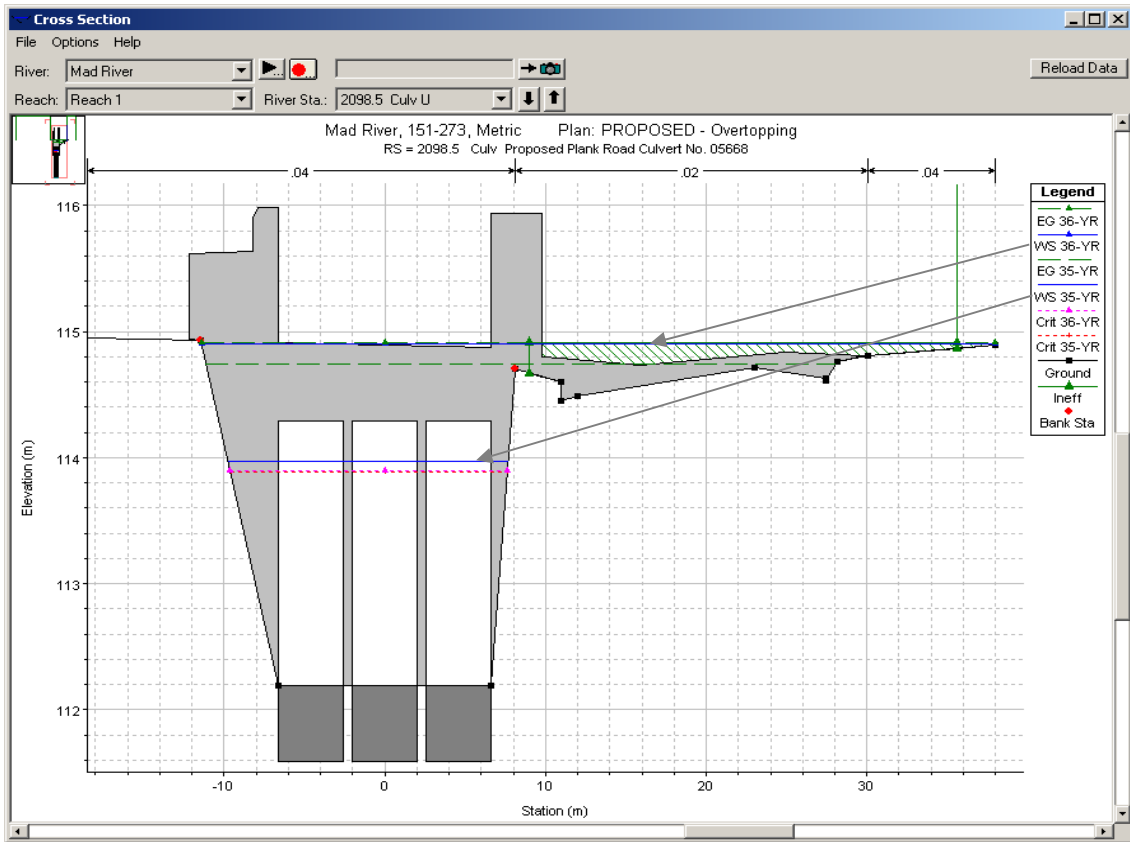 Cross Section
File Options Help
River: Mad River
Reload Data
Reach: Reach 1 River Sta.: 2098.5 Culv U
Mad River, 151-273, Metric Plan: PROPOSED - Overtopping
RS = 2098.5 Culv Proposed Plank Road Culvert No. 05668
.04 .02 .04
Legend
EG 36-YR
WS 36-YR
EG 35-YR
WS 35-YR
Crit 36-YR
Crit 35-YR
Ground
Ineff
Bank Sta
116
115
114
113
112
Elevation (m)
-10 0 10 20 30
Station (m)